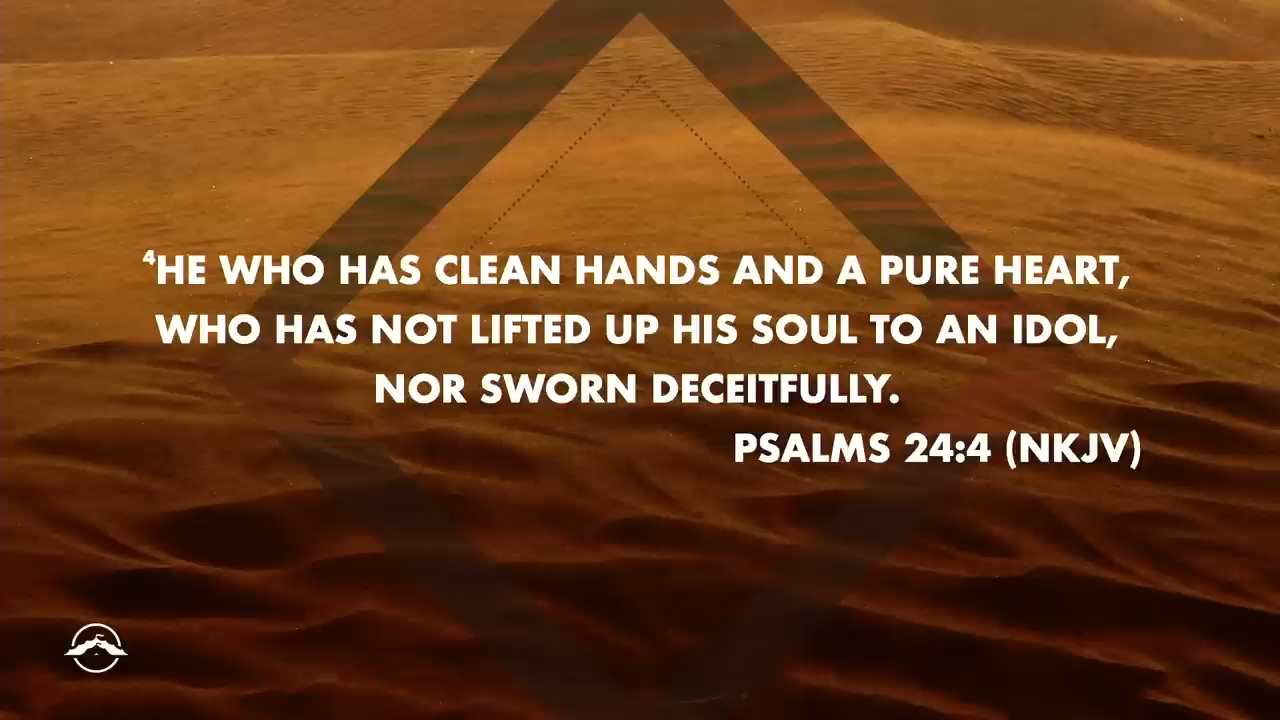 ⁴HE WHO HAS CLEAN HANDS AND A PURE HEART,
WHO HAS NOT LIFTED UP HIS SOUL TO AN IDOL,
NOR SWORN DECEITFULLY.
PSALMS 24:4 (NKJV)